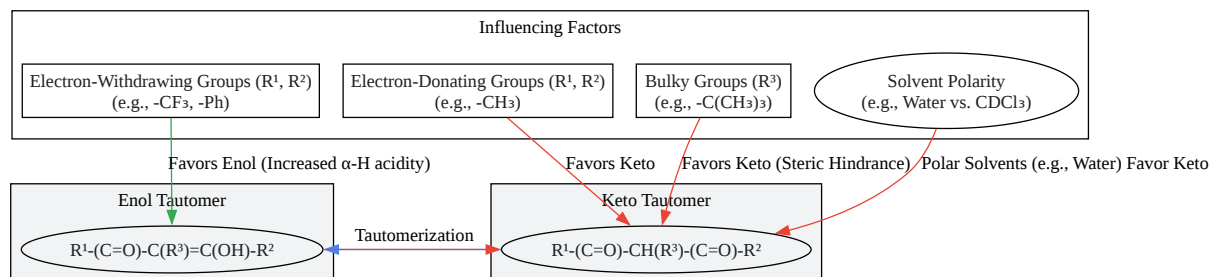 Influencing Factors
Electron-Withdrawing Groups (R¹, R²)
(e.g., -CF₃, -Ph)
Electron-Donating Groups (R¹, R²)
(e.g., -CH₃)
Bulky Groups (R³)
(e.g., -C(CH₃)₃)
Solvent Polarity
(e.g., Water vs. CDCl₃)
Favors Enol (Increased α-H acidity)
Favors Keto
Favors Keto (Steric Hindrance)
Polar Solvents (e.g., Water) Favor Keto
Enol Tautomer
R¹-(C=O)-C(R³)=C(OH)-R²
Tautomerization
Keto Tautomer
R¹-(C=O)-CH(R³)-(C=O)-R²